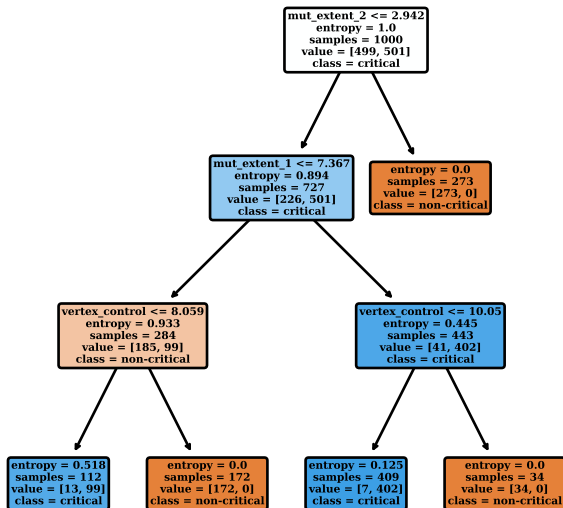 mut_extent_2 <= 2.942
entropy = 1.0
samples = 1000
value = [499, 501]
class = critical
mut_extent_1 <= 7.367
entropy = 0.894
samples = 727
value = [226, 501]
class = critical
entropy = 0.0
samples = 273
value = [273, 0]
class = non-critical
vertex_control <= 8.059
entropy = 0.933
samples = 284
value = [185, 99]
class = non-critical
vertex_control <= 10.05
entropy = 0.445
samples = 443
value = [41, 402]
class = critical
entropy = 0.518
samples = 112
value = [13, 99]
class = critical
entropy = 0.0
samples = 172
value = [172, 0]
class = non-critical
entropy = 0.125
samples = 409
value = [7, 402]
class = critical
entropy = 0.0
samples = 34
value = [34, 0]
class = non-critical